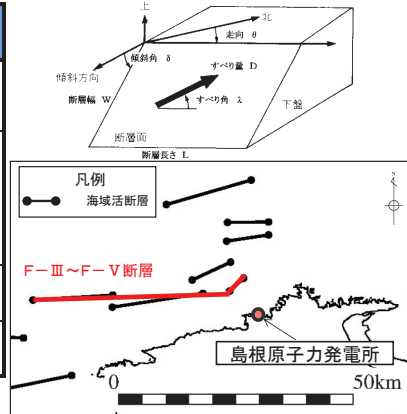 上
北
走向 θ
傾斜角 δ
傾斜方向
すべり量 D
断層幅 W
すべり角 λ
下盤
断層面
断層長さ L
凡例
海域活断層
N
F-Ⅲ~F-Ⅴ断層
島根原子力発電所
0
50km